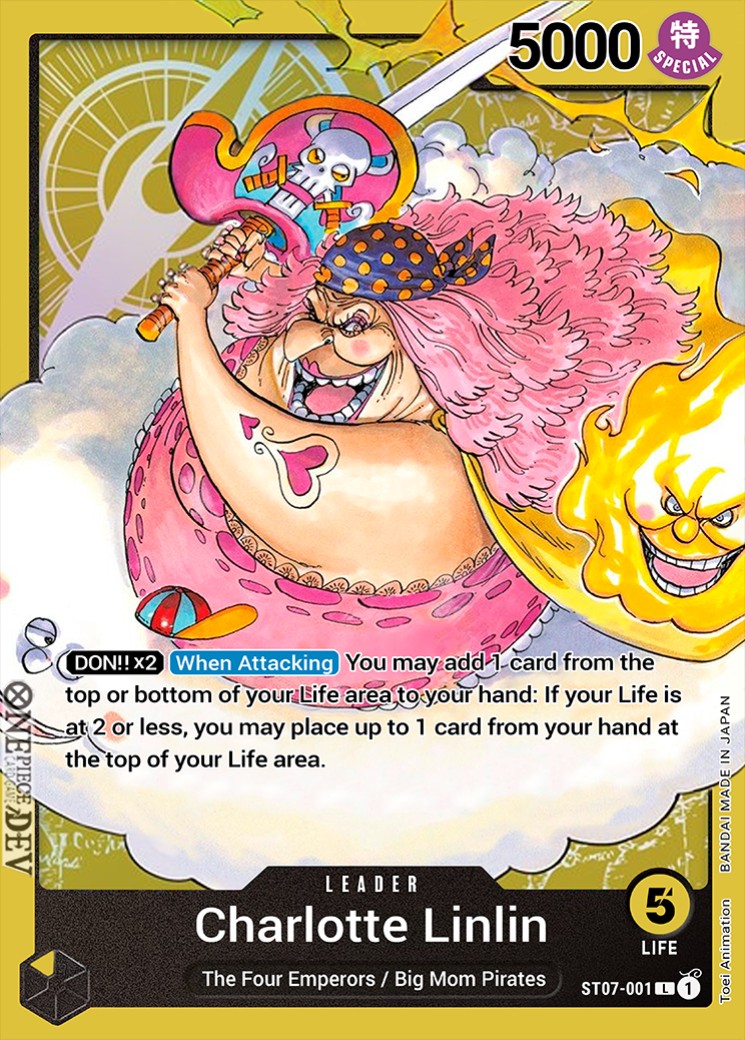 5000
特
SPECIAL
DON!! x2 When Attacking You may add 1 card from the
top or bottom of your Life area to your hand: If your Life is
at 2 or less, you may place up to 1 card from your hand at
the top of your Life area.
ONE PIECE
CARD GAME
.DEV
BANDAI MADE IN JAPAN
Toei Animation
LEADER
Charlotte Linlin
The Four Emperors / Big Mom Pirates
5
LIFE
ST07-001 L 1